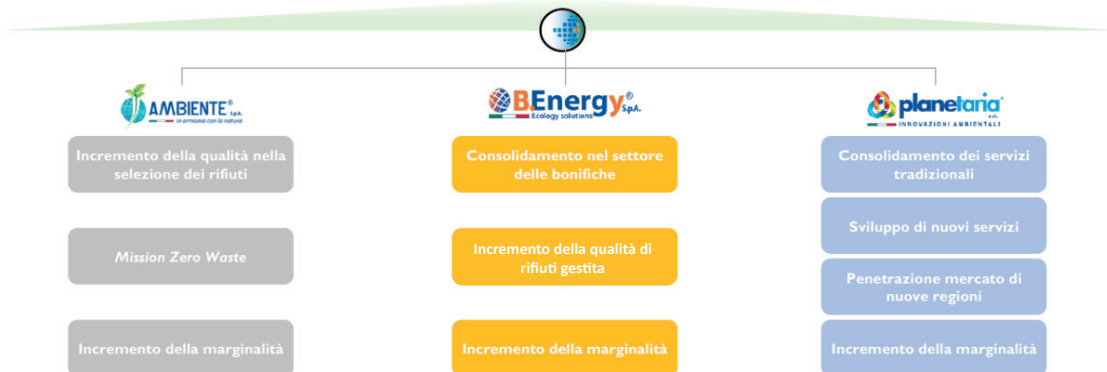 AMBIENTE® S.p.A.
in armonia con la natura
B.Energy® S.p.A.
Ecology solutions
planetaria® s.r.l.
INNOVAZIONI AMBIENTALI
Incremento della qualità nella
selezione dei rifiuti
Mission Zero Waste
Incremento della marginalità
Consolidamento nel settore
delle bonifiche
Incremento della qualità di
rifiuti gestita
Incremento della marginalità
Consolidamento dei servizi
tradizionali
Sviluppo di nuovi servizi
Penetrazione mercato di
nuove regioni
Incremento della marginalità